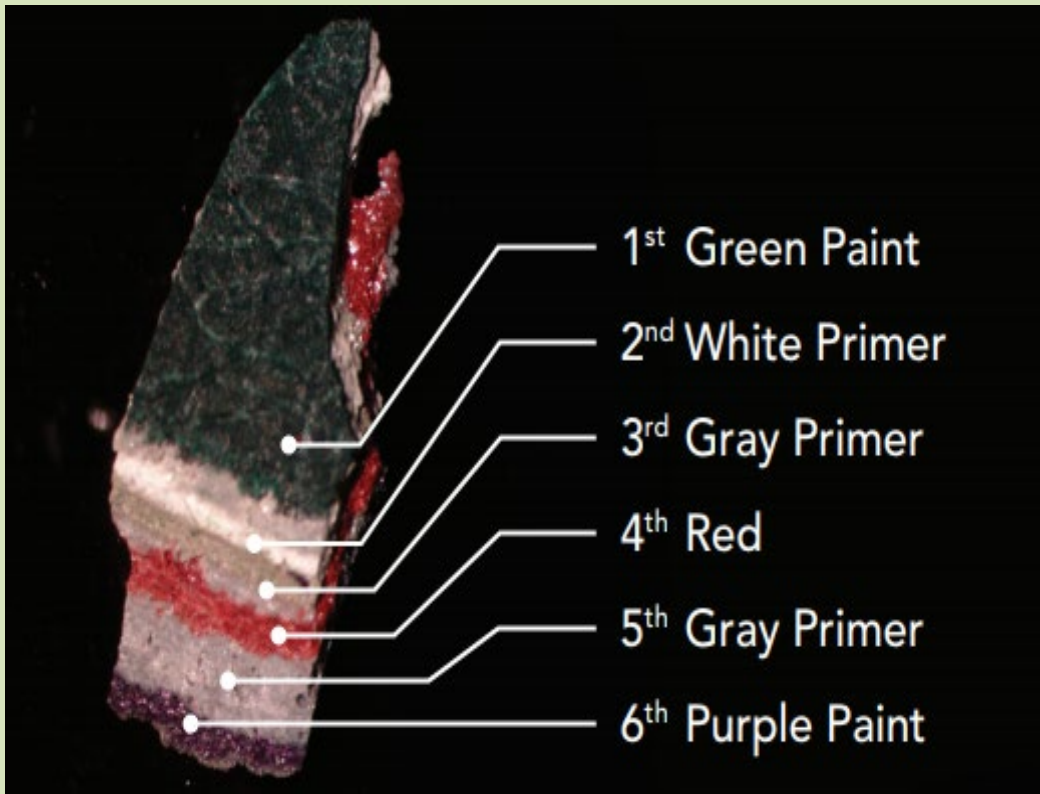 1st Green Paint
2nd White Primer
3rd Gray Primer
4th Red
5th Gray Primer
6th Purple Paint